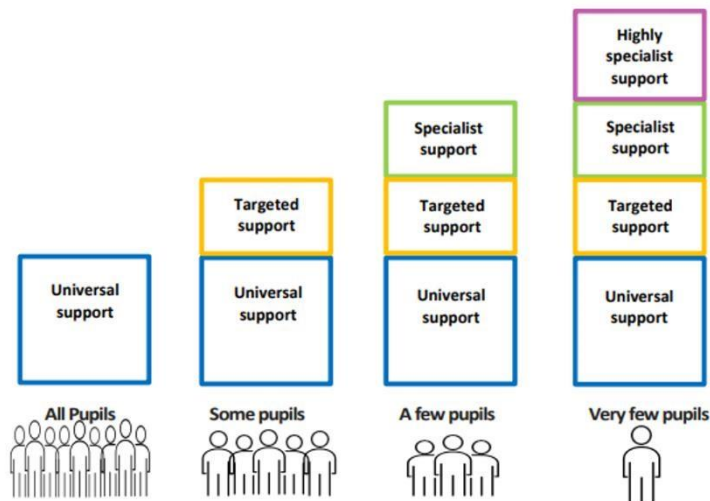 Highly
specialist
support
Specialist
support
Specialist
support
Targeted
support
Targeted
support
Targeted
support
Universal
support
Universal
support
Universal
support
Universal
support
All Pupils
Some pupils
A few pupils
Very few pupils